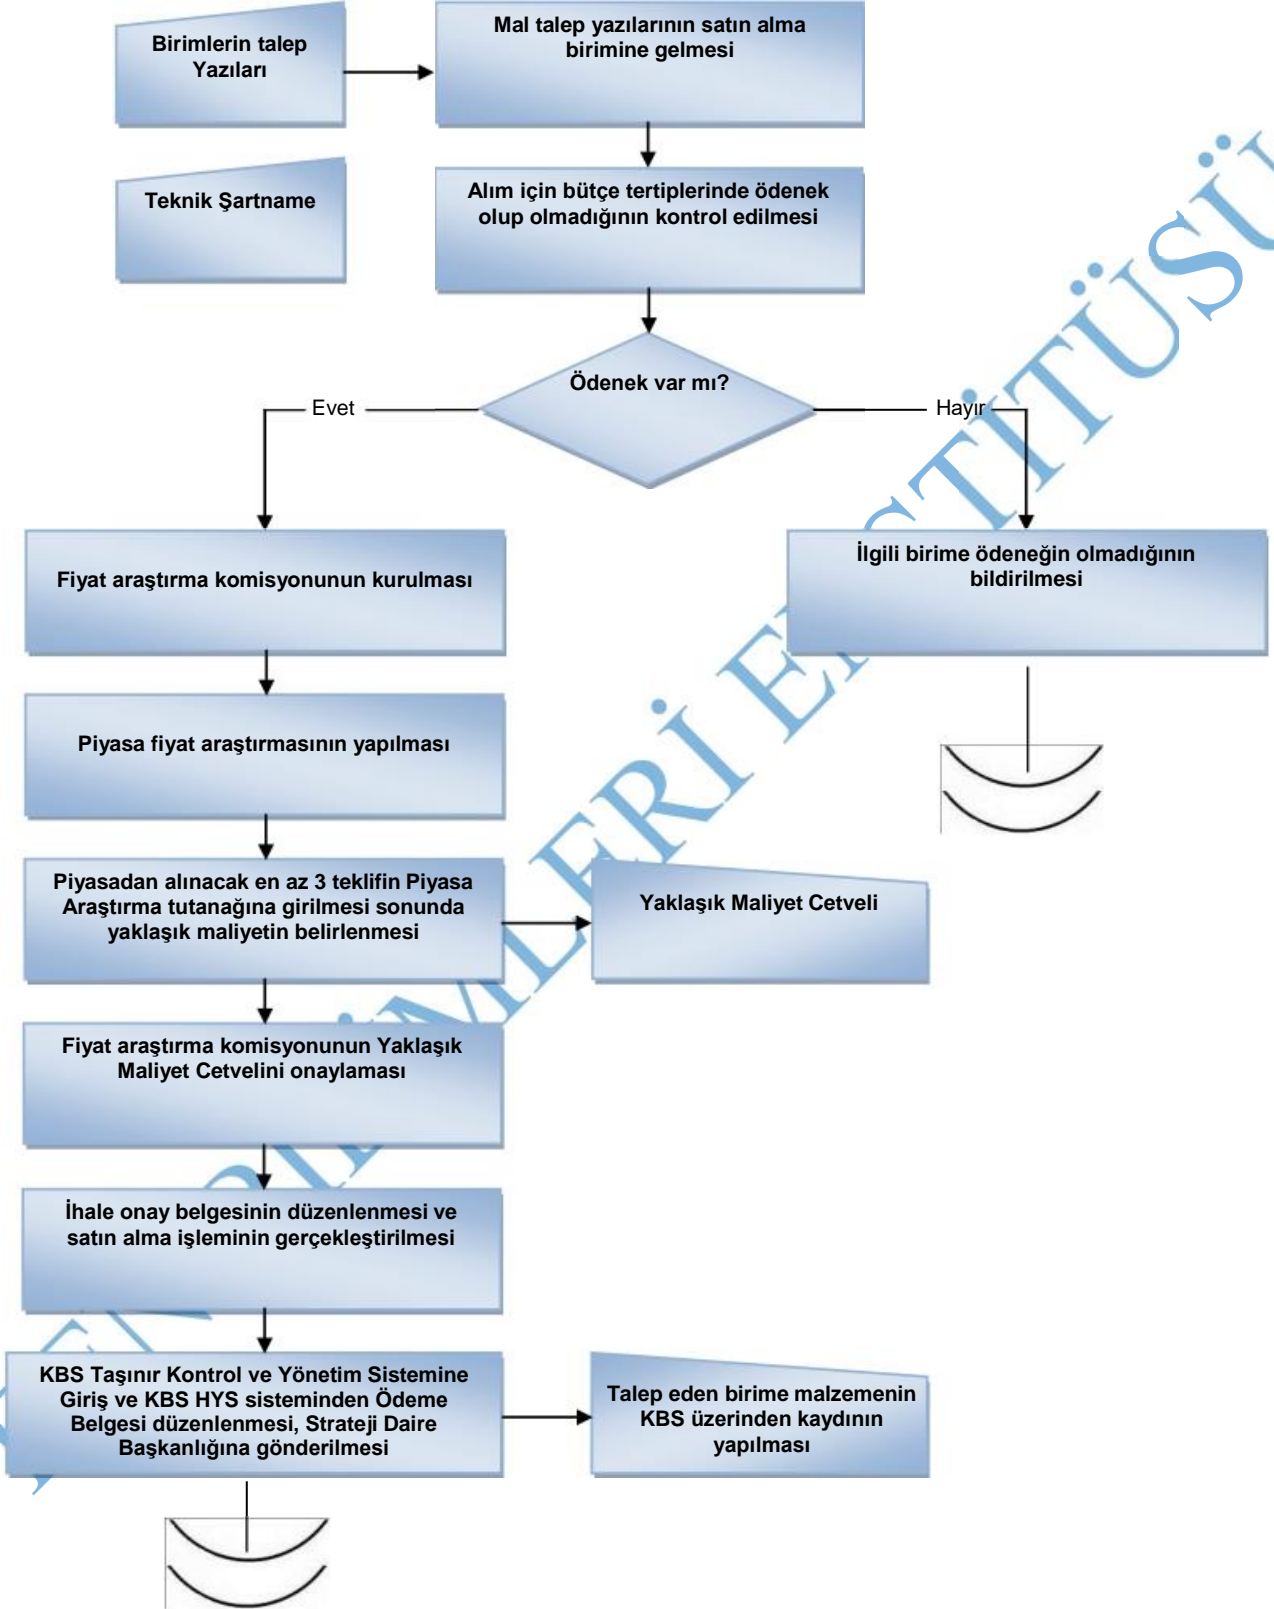 Birimlerin talep
Yazıları
Mal talep yazılarının satın alma
birimine gelmesi
Teknik Şartname
Alım için bütçe tertiplerinde ödenek
olup olmadığının kontrol edilmesi
Ödenek var mı?
Evet
Hayır
Fiyat araştırma komisyonunun kurulması
İlgili birime ödeneğin olmadığının
bildirilmesi
Piyasa fiyat araştırmasının yapılması
Piyasadan alınacak en az 3 teklifin Piyasa
Araştırma tutanağına girilmesi sonunda
yaklaşık maliyetin belirlenmesi
Yaklaşık Maliyet Cetveli
Fiyat araştırma komisyonunun Yaklaşık
Maliyet Cetvelini onaylaması
İhale onay belgesinin düzenlenmesi ve
satın alma işleminin gerçekleştirilmesi
KBS Taşınır Kontrol ve Yönetim Sistemine
Giriş ve KBS HYS sisteminden Ödeme
Belgesi düzenlenmesi, Strateji Daire
Başkanlığına gönderilmesi
Talep eden birime malzemenin
KBS üzerinden kaydının
yapılması